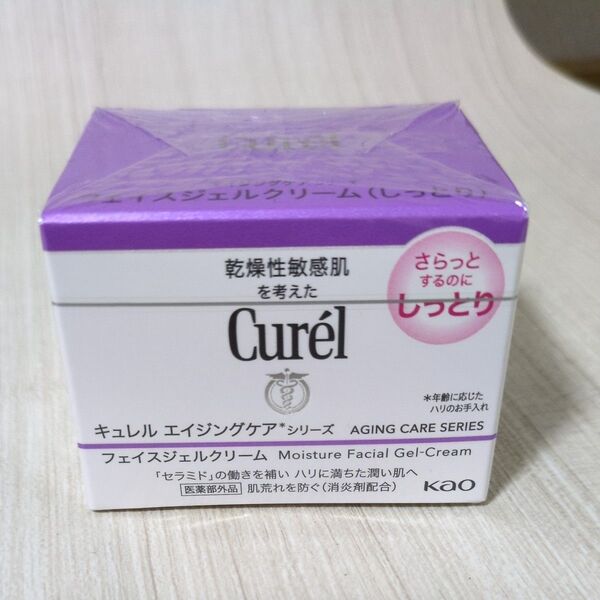 Curél
フェイスジェルクリーム(しっとり)
乾燥性敏感肌
を考えた
さらっと
するのに
しっとり
Curél
*年齢に応じた
ハリのお手入れ
キュレル エイジングケア*シリーズ AGING CARE SERIES
フェイスジェルクリーム Moisture Facial Gel-Cream
「セラミド」の働きを補い ハリに満ちた潤い肌へ
医薬部外品 肌荒れを防ぐ(消炎剤配合)
Kao